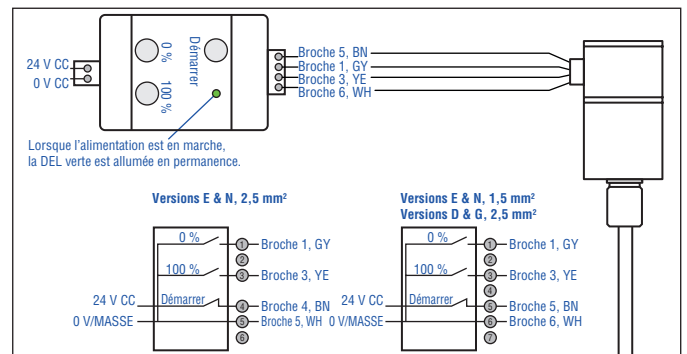 24 V CC
0 V CC
0 %
100 %
Démarrer
Broche 5, BN
Broche 1, GY
Broche 3, YE
Broche 6, WH
Lorsque l'alimentation est en marche,
la DEL verte est allumée en permanence.
Versions E & N, 2,5 mm²
0 %
1
Broche 1, GY
2
100 %
3
Broche 3, YE
24 V CC
Démarrer
4
Broche 4, BN
0 V/MASSE
5
Broche 5, WH
6
Versions E & N, 1,5 mm²
Versions D & G, 2,5 mm²
0 %
1
Broche 1, GY
2
100 %
3
Broche 3, YE
4
24 V CC
Démarrer
5
Broche 5, BN
0 V/MASSE
6
Broche 6, WH
7